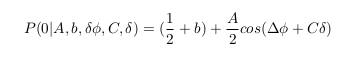 P(0|A, b, δϕ, C, δ) = (1/2 + b) + A/2 cos(Δϕ + Cδ)